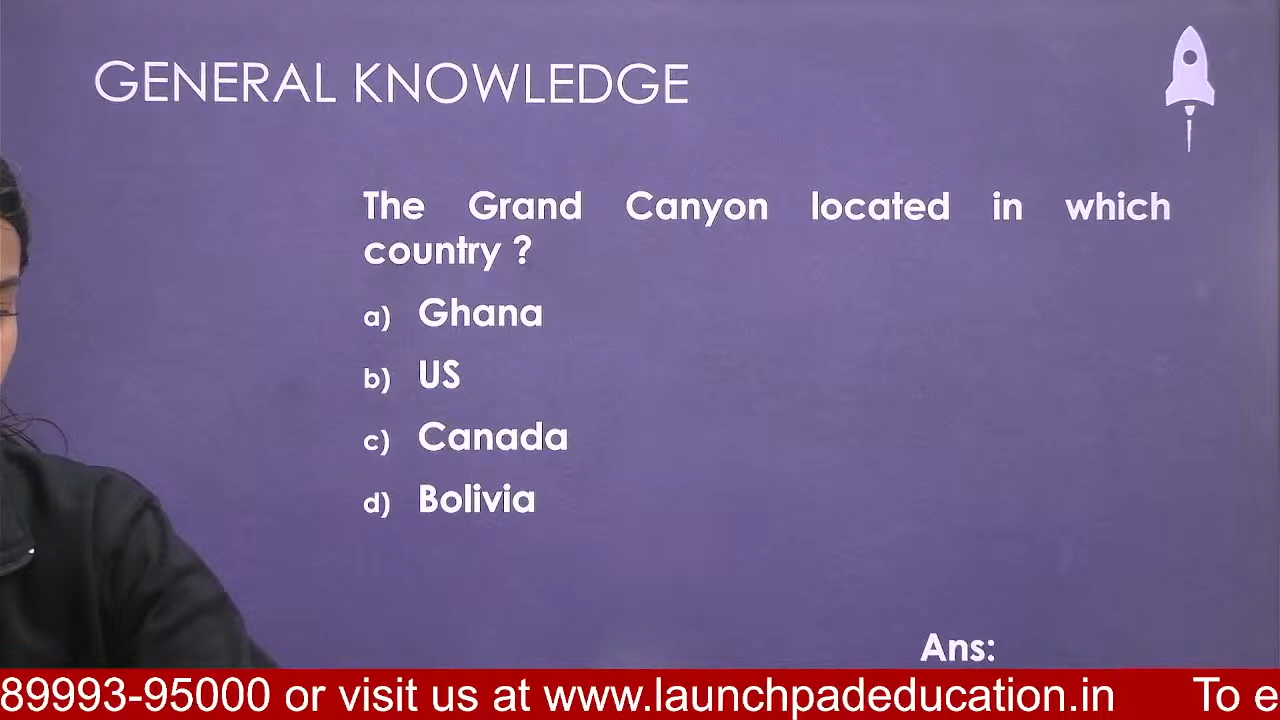 GENERAL KNOWLEDGE
The Grand Canyon located in which
country ?
a) Ghana
b) US
c) Canada
d) Bolivia
Ans:
89993-95000 or visit us at www.launchpadeducation.in To e